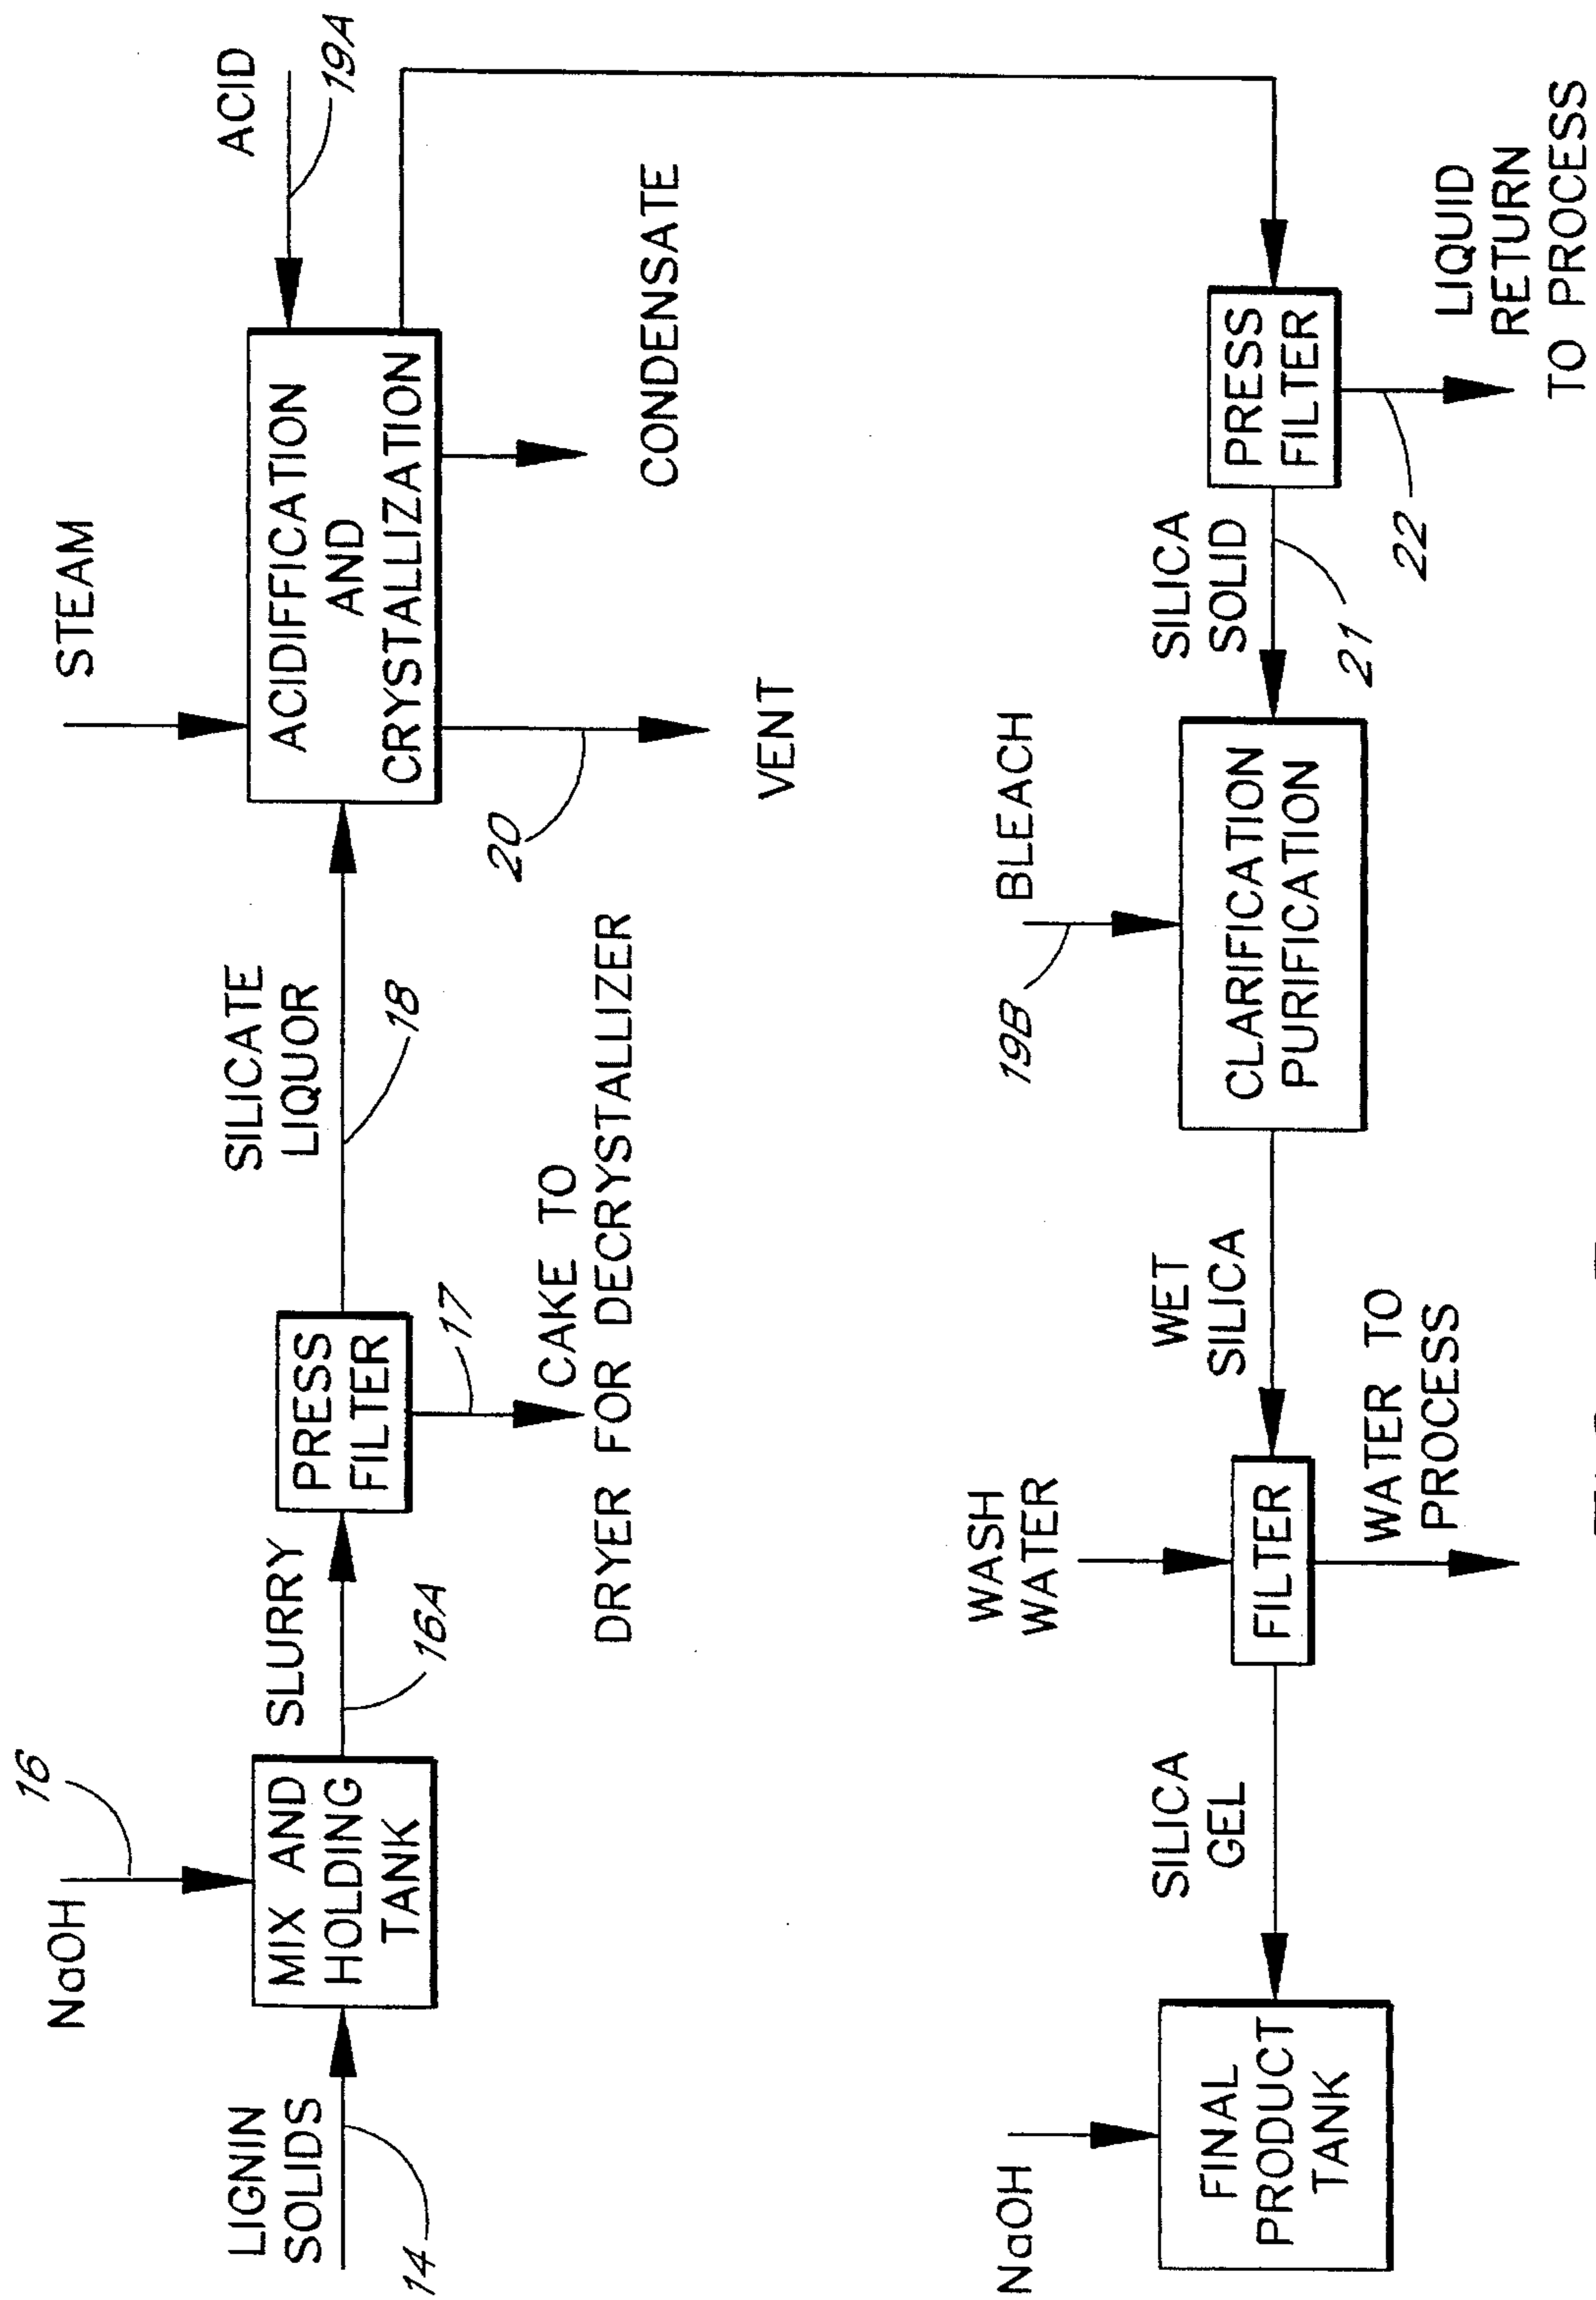 STEAM
ACID
19A
NaOH
16
LIGNIN
SOLIDS
14
MIX AND
HOLDING
TANK
SLURRY
16A
PRESS
FILTER
17
CAKE TO
DRYER FOR DECRYSTALLIZER
SILICATE
LIQUOR
18
ACIDIFFICATION
AND
CRYSTALLIZATION
20
VENT
CONDENSATE
NaOH
FINAL
PRODUCT
TANK
SILICA
GEL
WASH
WATER
FILTER
WATER TO
PROCESS
WET
SILICA
BLEACH
19B
CLARIFICATION
PURIFICATION
SILICA
SOLID
21
PRESS
FILTER
22
LIQUID
RETURN
TO PROCESS